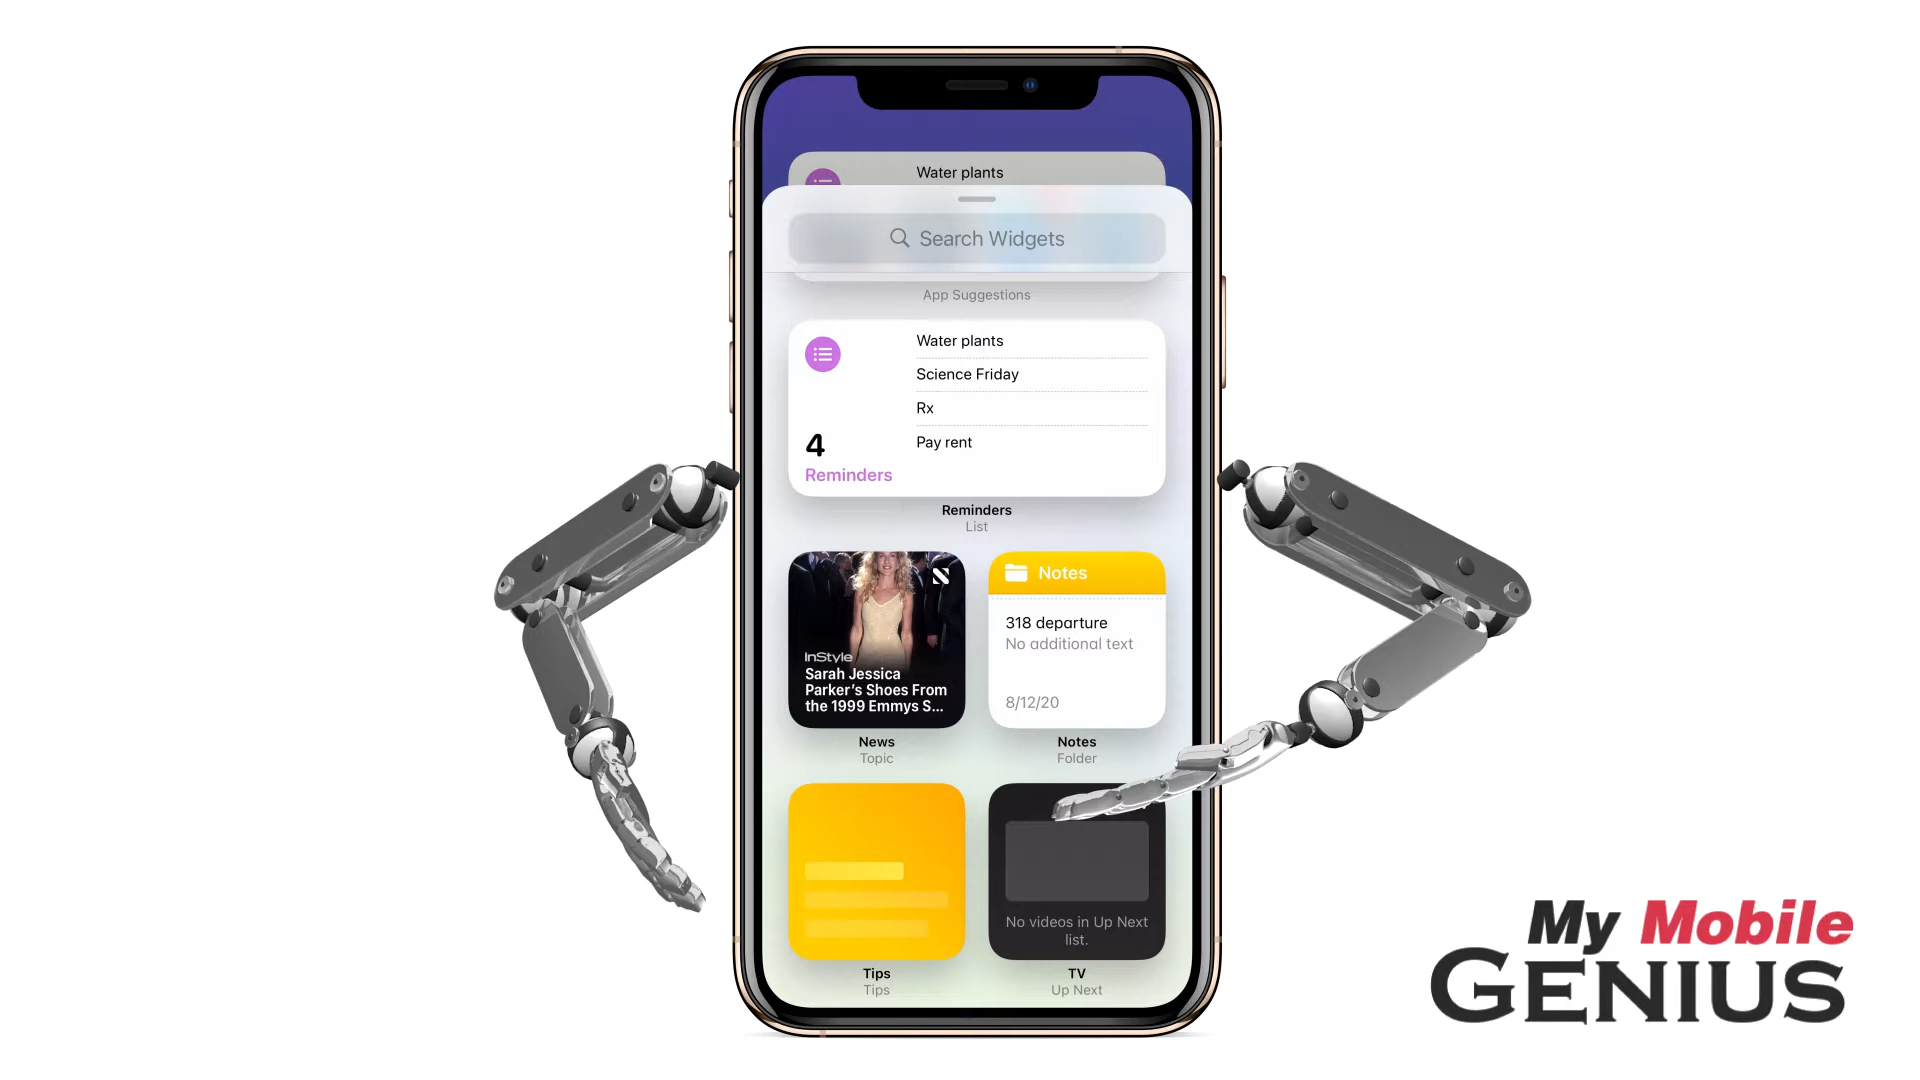 Water plants
Search Widgets
App Suggestions
Water plants
Science Friday
Rx
Pay rent
4
Reminders
Reminders
List
InStyle
Sarah Jessica
Parker's Shoes From
the 1999 Emmys S...
News
Topic
Notes
318 departure
No additional text
8/12/20
Notes
Folder
Tips
Tips
No videos in Up Next
list.
TV
Up Next
My Mobile
GENIUS